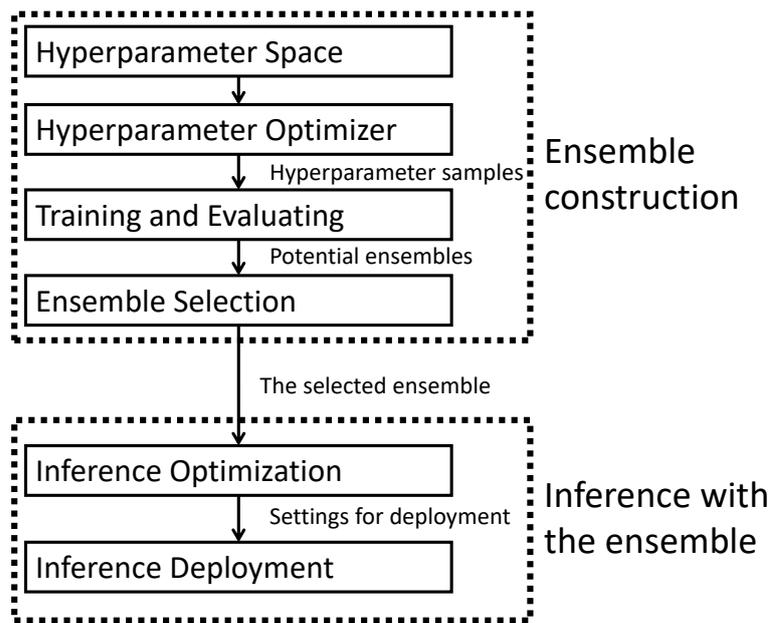 Hyperparameter Space
Hyperparameter Optimizer
Hyperparameter samples
Training and Evaluating
Potential ensembles
Ensemble Selection
Ensemble
construction
The selected ensemble
Inference Optimization
Settings for deployment
Inference Deployment
Inference with
the ensemble